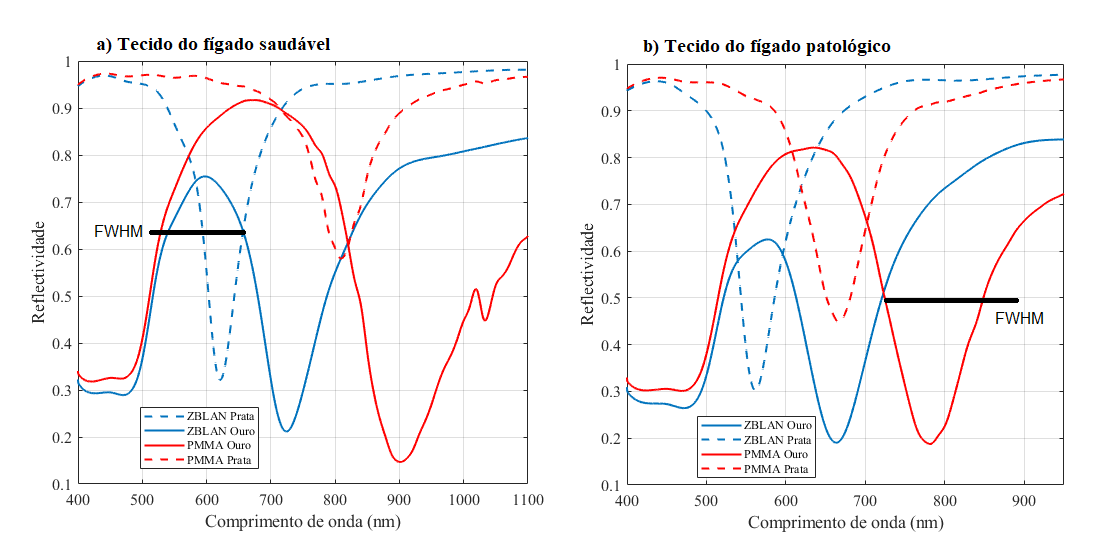 a) Tecido do fígado saudável
1
0.9
0.8
0.7
0.6
0.5
0.4
0.3
0.2
0.1
Reflectividade
FWHM
ZBLAN Prata
ZBLAN Ouro
PMMA Ouro
PMMA Prata
400 500 600 700 800 900 1000 1100
Comprimento de onda (nm)
b) Tecido do fígado patológico
1
0.9
0.8
0.7
0.6
0.5
0.4
0.3
0.2
0.1
Reflectividade
FWHM
ZBLAN Ouro
ZBLAN Prata
PMMA Ouro
PMMA Prata
400 500 600 700 800 900
Comprimento de onda (nm)